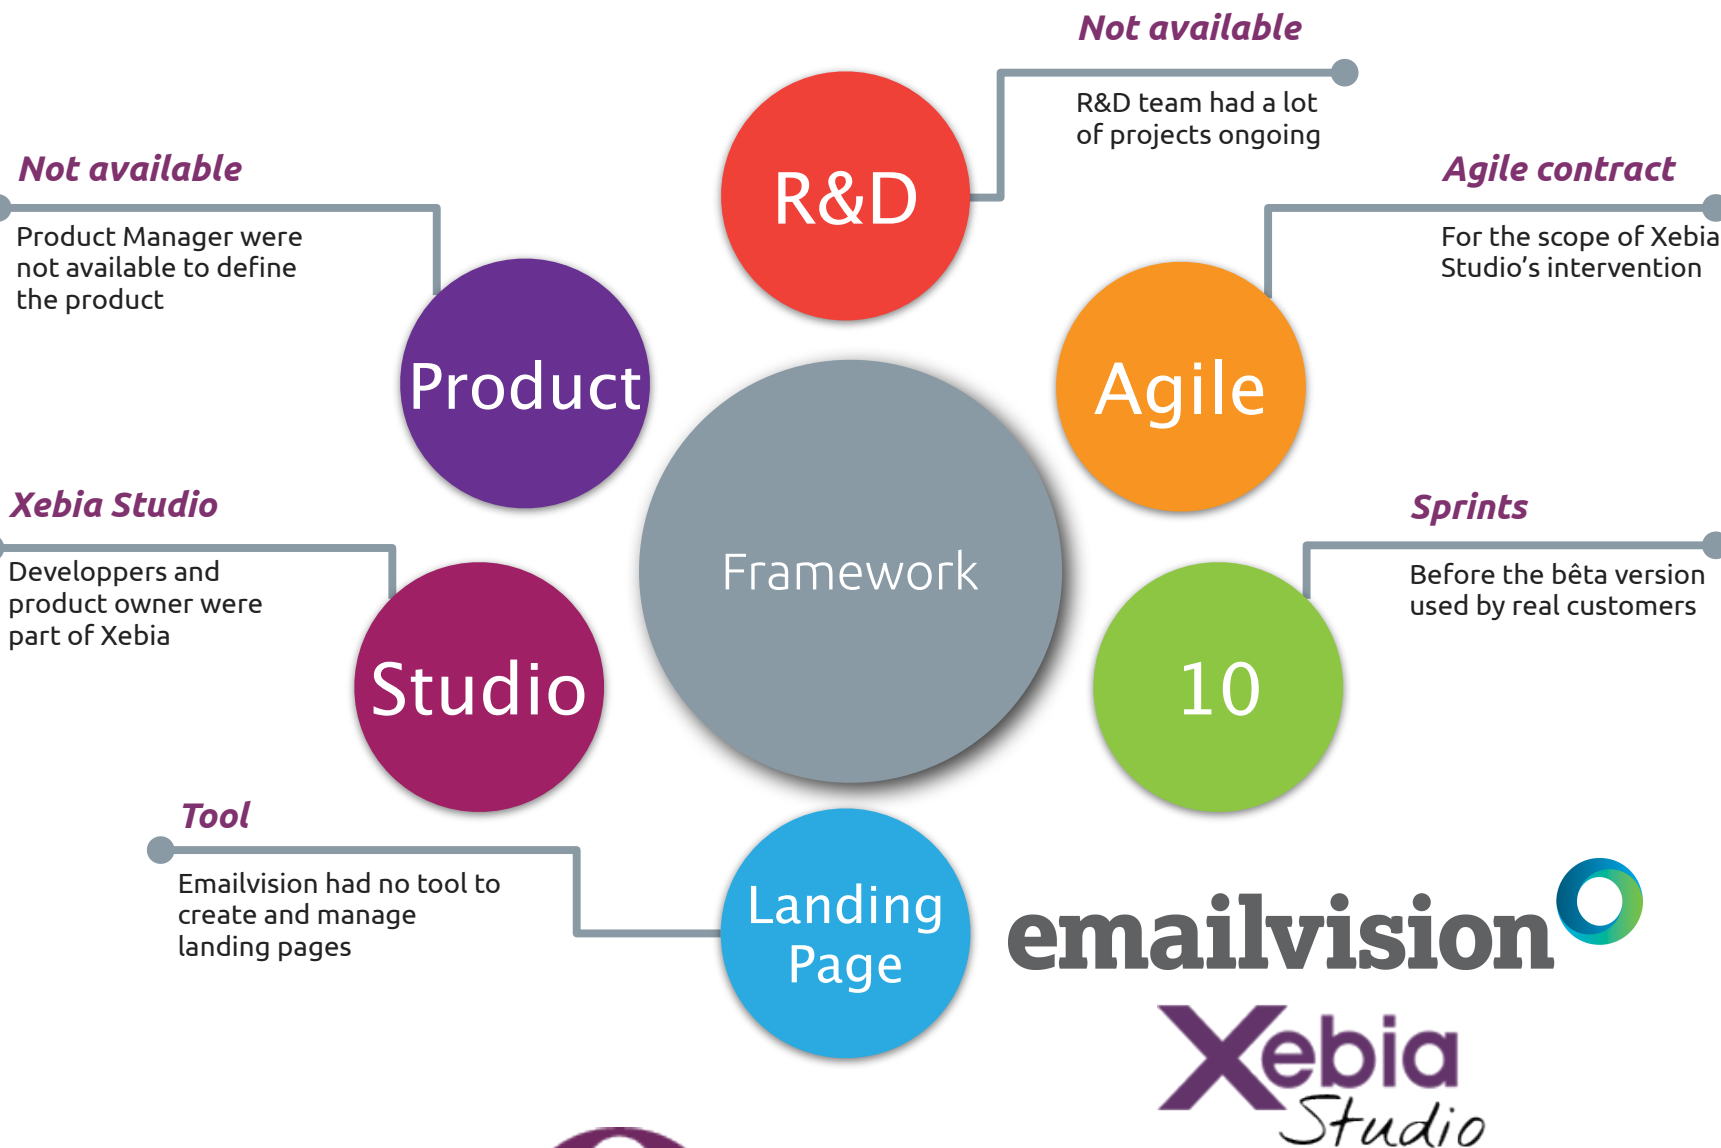 Not available
R&D team had a lot
of projects ongoing
R&D
Not available
Product Manager were
not available to define
the product
Product
Agile contract
For the scope of Xebia
Studio’s intervention
Agile
Framework
Xebia Studio
Developpers and
product owner were
part of Xebia
Studio
Sprints
Before the bêta version
used by real customers
10
Tool
Emailvision had no tool to
create and manage
landing pages
Landing
Page
emailvision
Xebia
Studio